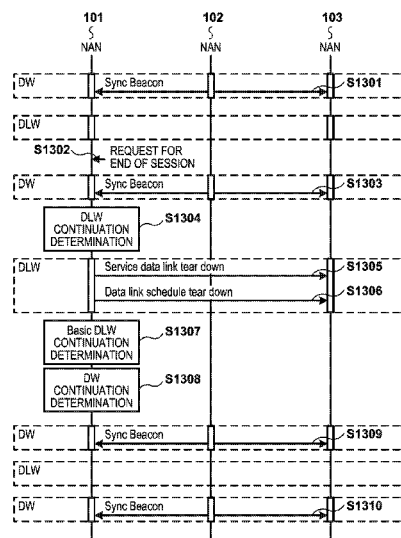 101 102 103
NAN NAN NAN
DW Sync Beacon S1301
DLW
S1302 REQUEST FOR
END OF SESSION
DW Sync Beacon S1303
DLW
CONTINUATION
DETERMINATION
S1304
DLW Service data link tear down S1305
Data link schedule tear down S1306
Basic DLW
CONTINUATION
DETERMINATION
S1307
DW
CONTINUATION
DETERMINATION
S1308
DW Sync Beacon S1309
DLW
DW Sync Beacon S1310